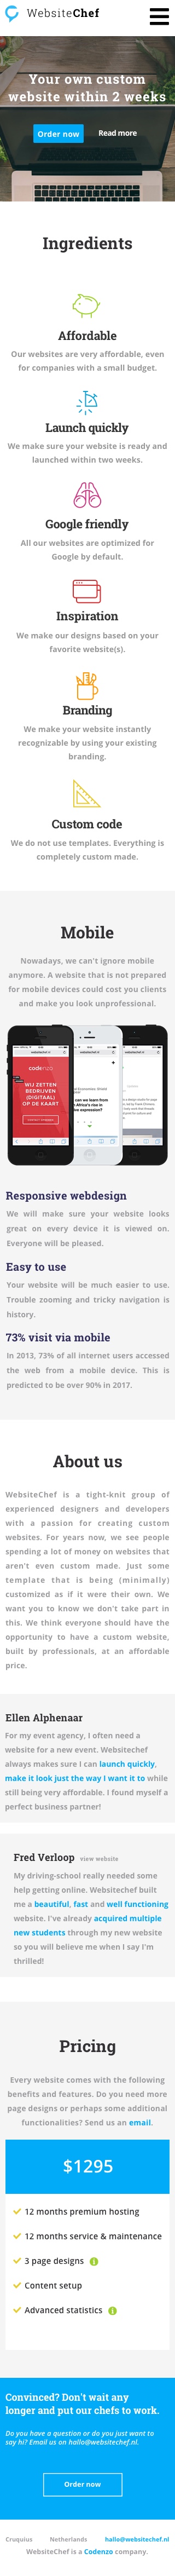 WebsiteChef
Your own custom
website within 2 weeks
Order now
Read more
Ingredients
Affordable
Our websites are very affordable, even
for companies with a small budget.
Launch quickly
We make sure your website is ready and
launched within two weeks.
Google friendly
All our websites are optimized for
Google by default.
Inspiration
We make our designs based on your
favorite website(s).
Branding
We make your website instantly
recognizable by using your existing
branding.
Custom code
We do not use templates. Everything is
completely custom made.
Mobile
Nowadays, we can't ignore mobile
anymore. A website that is not prepared
for mobile devices could cost you clients
and make you look unprofessional.
codenzo
WIJ ZETTEN
BEDRIJVEN
(DIGITAAL)
OP DE KAART
Responsive webdesign
We will make sure your website looks
great on every device it is viewed on.
Everyone will be pleased.
Easy to use
Your website will be much easier to use.
Trouble zooming and tricky navigation is
history.
73% visit via mobile
In 2013, 73% of all internet users accessed
the web from a mobile device. This is
predicted to be over 90% in 2017.
About us
WebsiteChef is a tight-knit group of
experienced designers and developers
with a passion for creating custom
websites. For years now, we see people
spending a lot of money on websites that
aren't even custom made. Just some
template that is being (minimally)
customized as if it were their own. We
want you to know we don't take part in
this. We think everyone should have the
opportunity to have a custom website,
built by professionals, at an affordable
price.
Ellen Alphenaar
For my event agency, I often need a
website for a new event. Websitechef
always makes sure I can launch quickly,
make it look just the way I want it to while
still being very affordable. I found myself a
perfect business partner!
Fred Verloop view website
My driving-school really needed some
help getting online. Websitechef built
me a beautiful, fast and well functioning
website. I've already acquired multiple
new students through my new website
so you will believe me when I say I'm
thrilled!
Pricing
Every website comes with the following
benefits and features. Do you need more
page designs or perhaps some additional
functionalities? Send us an email.
$1295
12 months premium hosting
12 months service & maintenance
3 page designs
Content setup
Advanced statistics
Convinced? Don't wait any
longer and put our chefs to work.
Do you have a question or do you just want to
say hi? Email us on hallo@websitechef.nl.
Order now
Cruquius Netherlands hallo@websitechef.nl
WebsiteChef is a Codenzo company.